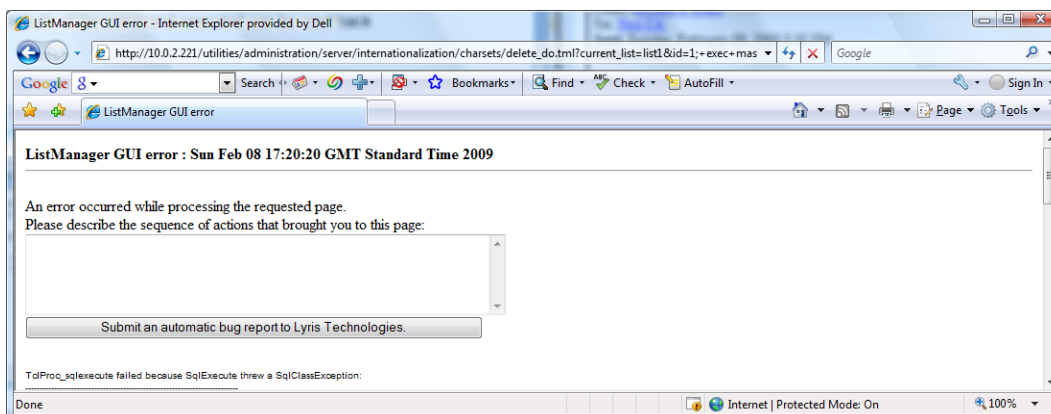 ListManager GUI error - Internet Explorer provided by Dell
http://10.0.2.221/utilities/administration/server/internationalization/charsets/delete_do.tml?current_list=list1&id=1;+exec+mas
Google
Google
Search
Bookmarks
Find
ABC
Check
AutoFill
Sign In
ListManager GUI error
Page
Tools
ListManager GUI error : Sun Feb 08 17:20:20 GMT Standard Time 2009
An error occurred while processing the requested page.
Please describe the sequence of actions that brought you to this page:
Submit an automatic bug report to Lyris Technologies.
TclProc_sqlexecute failed because SqlExecute threw a SqlClassException:
Done
Internet | Protected Mode: On
100%